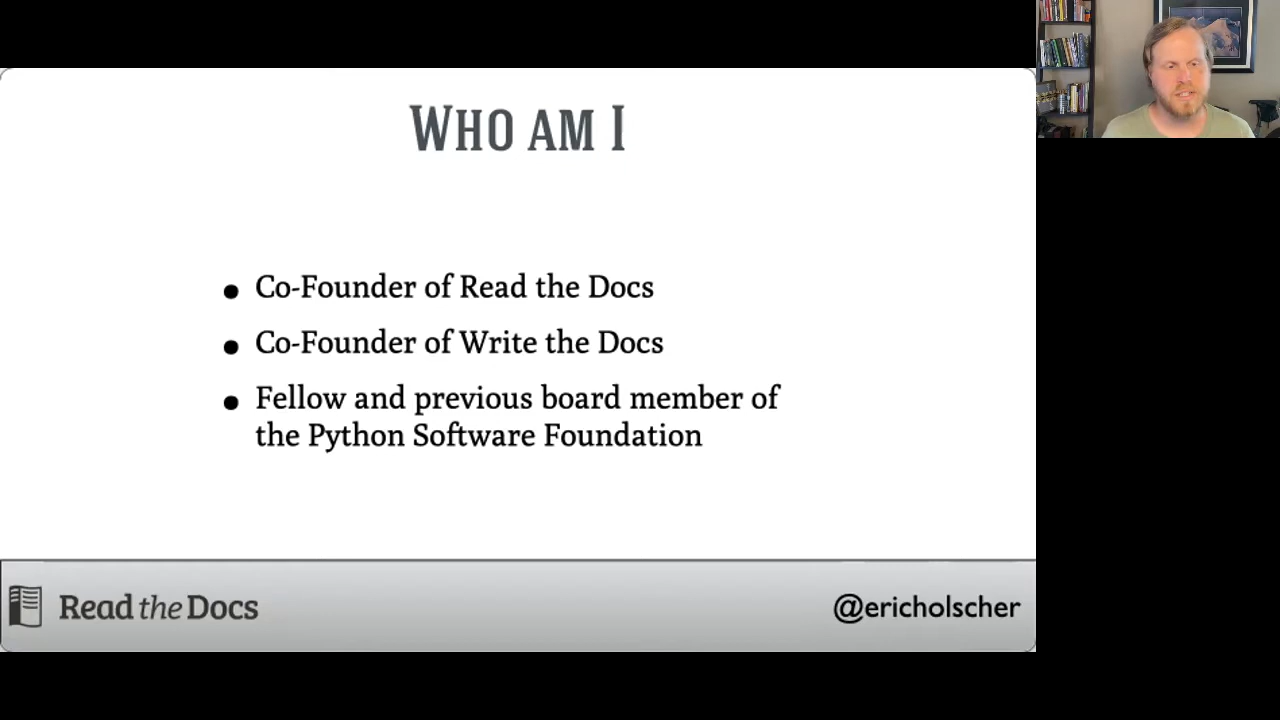 WHO AM I
Co-Founder of Read the Docs
Co-Founder of Write the Docs
Fellow and previous board member of
the Python Software Foundation
Read the Docs
@ericholscher